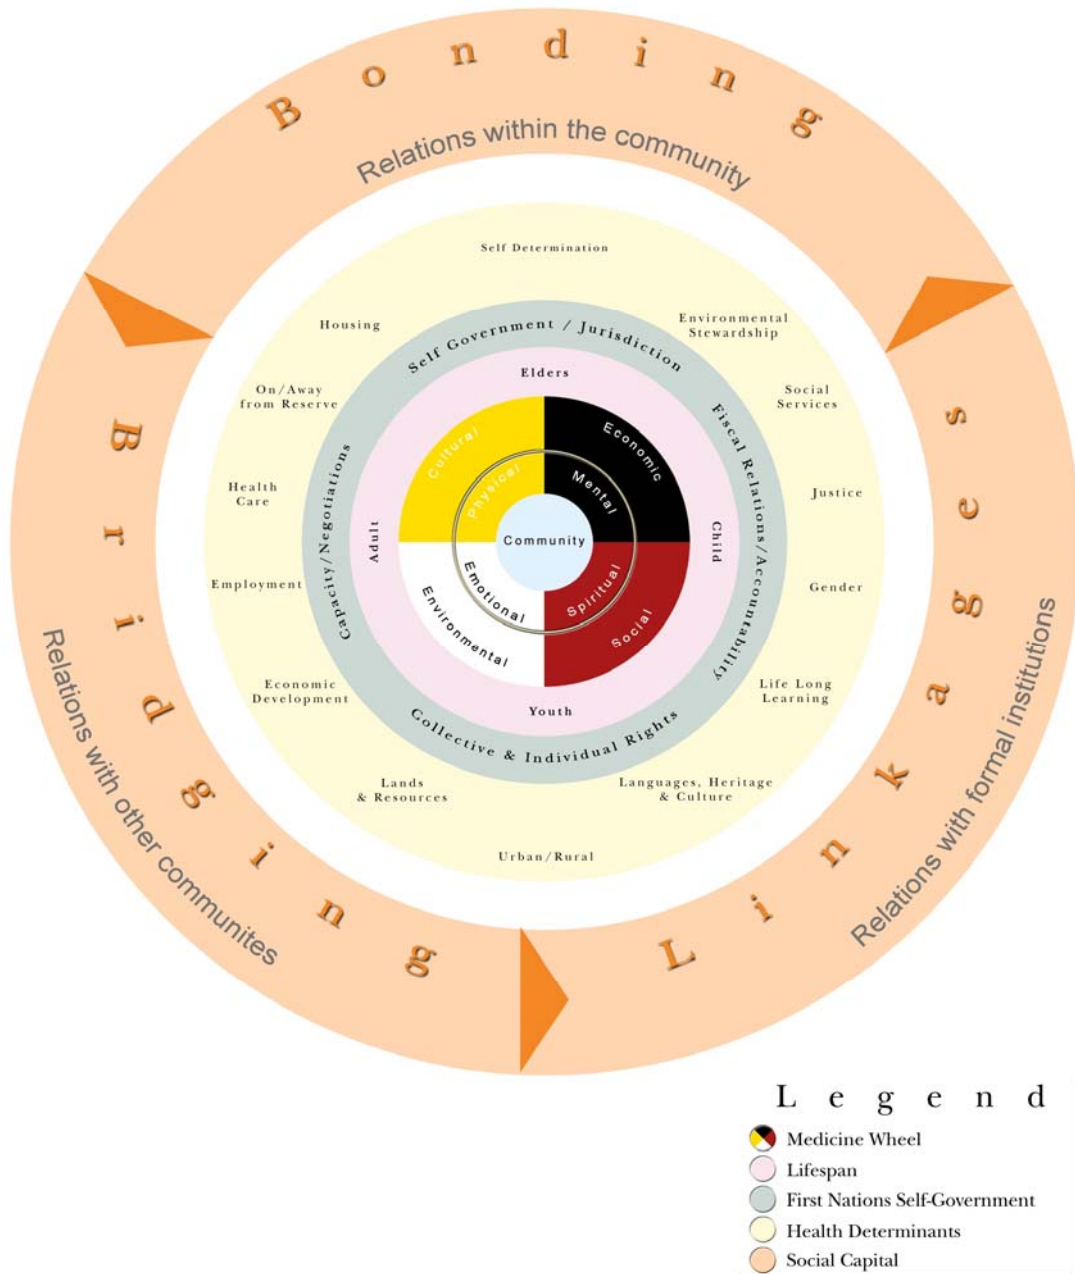 Bonding
Relations within the community
Self Determination
Housing
Environmental
Stewardship
Self Government / Jurisdiction
Elders
On/Away
from Reserve
Social
Services
Fiscal Relations/Accountability
Cultural
Economic
Physical
Mental
Health
Care
Justice
Capacity/Negotiations
Adult
Community
Child
Employment
Gender
Emotional
Spiritual
Environmental
Social
Economic
Development
Life Long
Learning
Youth
Collective & Individual Rights
Lands
& Resources
Languages, Heritage
& Culture
Urban/Rural
Bridging
Relations with other communites
Linkages
Relations with formal institutions
Legend
Medicine Wheel
Lifespan
First Nations Self-Government
Health Determinants
Social Capital